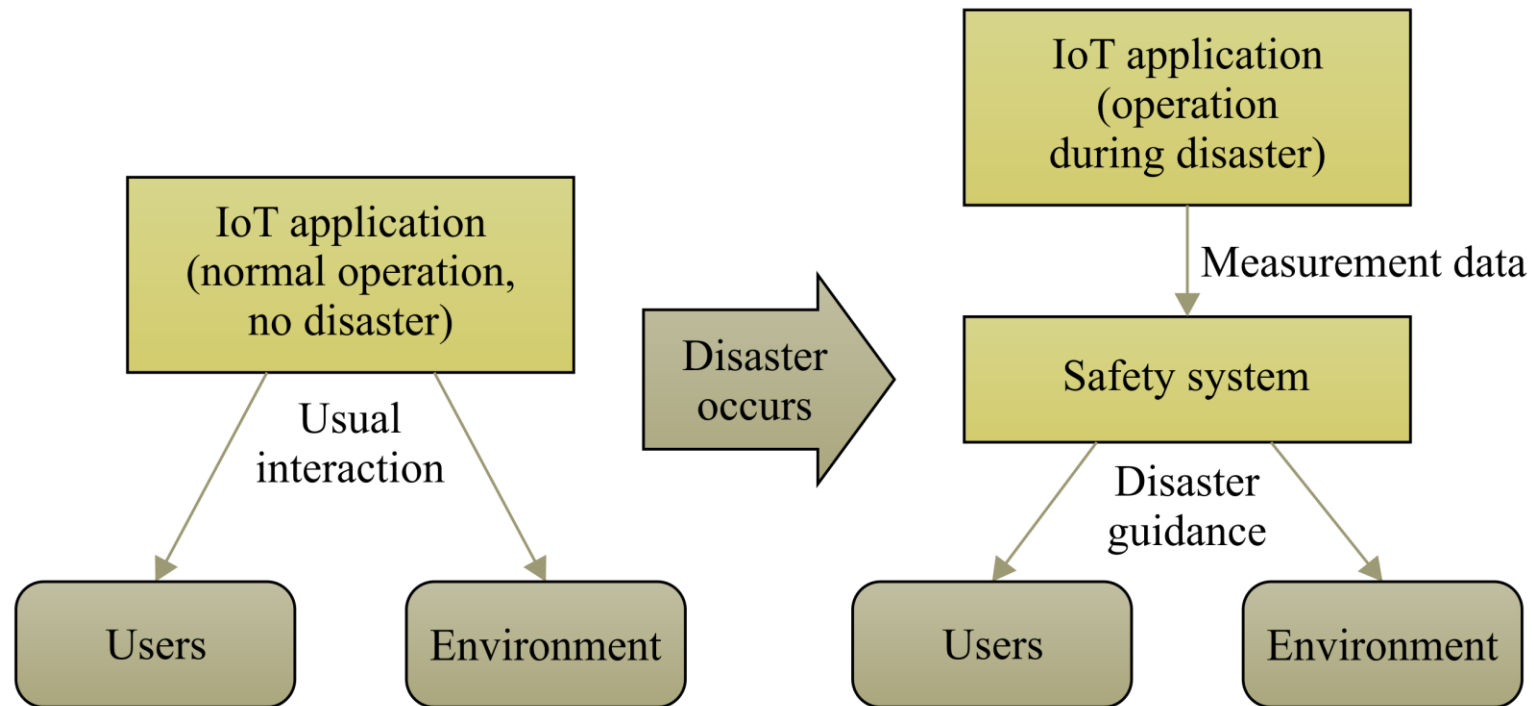 IoT application
(normal operation,
no disaster)
Usual
interaction
Users
Environment
Disaster
occurs
IoT application
(operation
during disaster)
Measurement data
Safety system
Disaster
guidance
Users
Environment